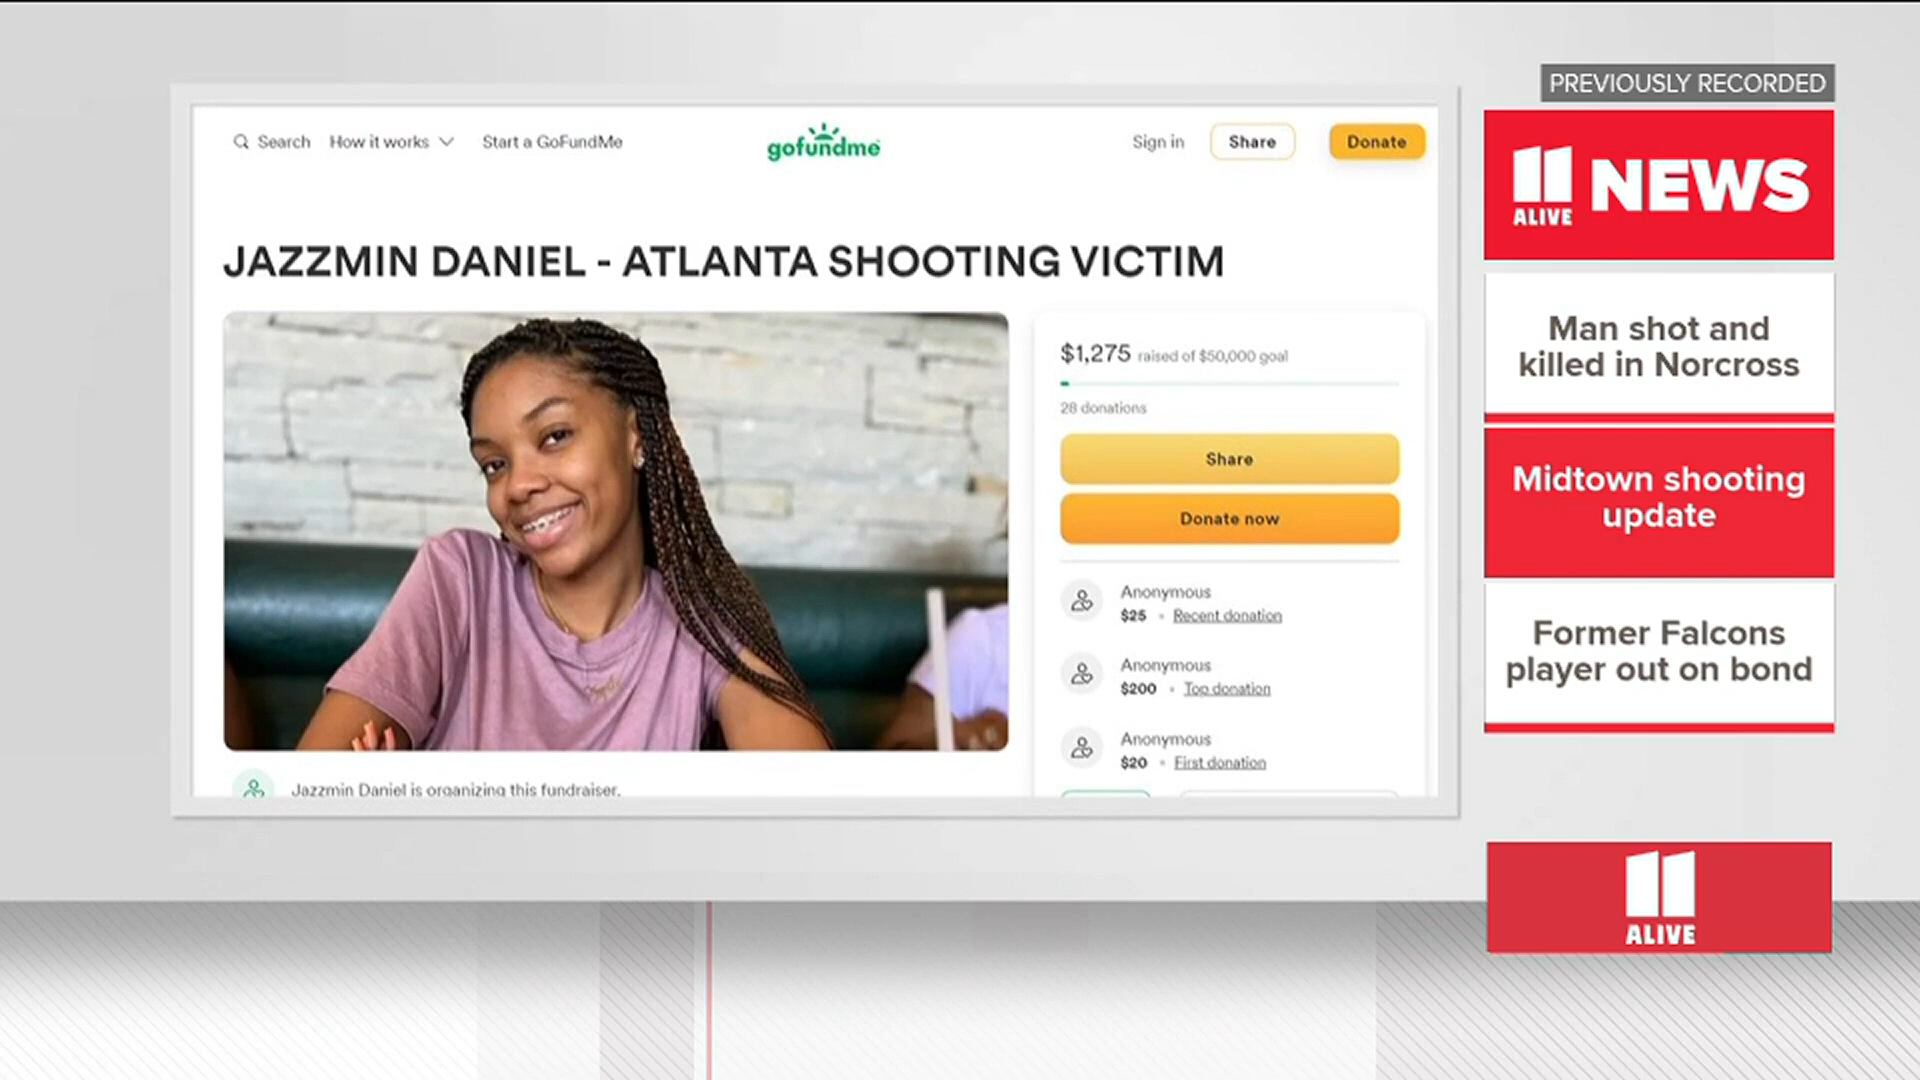 PREVIOUSLY RECORDED
11 ALIVE NEWS
Search How it works Start a GoFundMe
gofundme
Sign in Share Donate
JAZZMIN DANIEL - ATLANTA SHOOTING VICTIM
$1,275 raised of $50,000 goal
28 donations
Share
Donate now
Anonymous
$25 • Recent donation
Anonymous
$200 • Top donation
Anonymous
$20 • First donation
Jazzmin Daniel is organizing this fundraiser.
Man shot and
killed in Norcross
Midtown shooting
update
Former Falcons
player out on bond
11
ALIVE